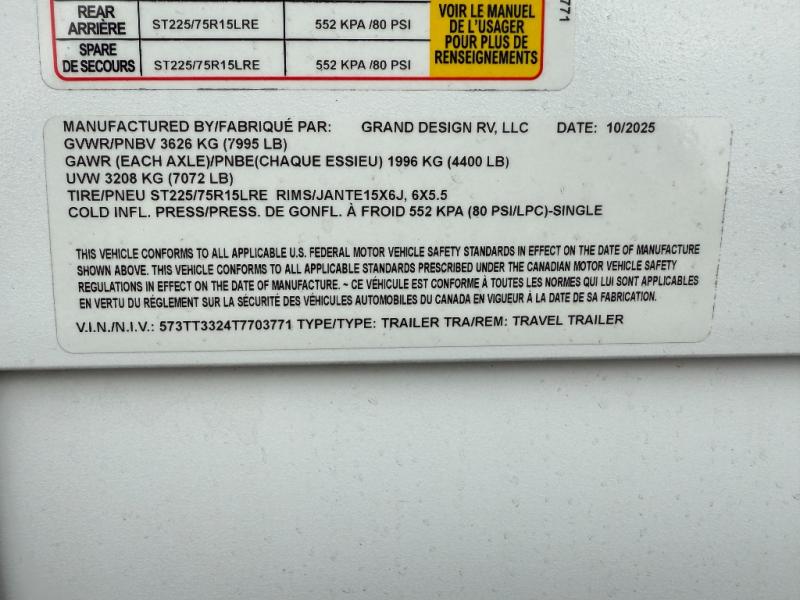 REAR
ARRIÈRE
ST225/75R15LRE
552 KPA /80 PSI
SPARE
DE SECOURS
ST225/75R15LRE
552 KPA /80 PSI
VOIR LE MANUEL
DE L'USAGER
POUR PLUS DE
RENSEIGNEMENTS
771
MANUFACTURED BY/FABRIQUÉ PAR: GRAND DESIGN RV, LLC DATE: 10/2025
GVWR/PNBV 3626 KG (7995 LB)
GAWR (EACH AXLE)/PNBE(CHAQUE ESSIEU) 1996 KG (4400 LB)
UVW 3208 KG (7072 LB)
TIRE/PNEU ST225/75R15LRE RIMS/JANTE15X6J, 6X5.5
COLD INFL. PRESS/PRESS. DE GONFL. À FROID 552 KPA (80 PSI/LPC)-SINGLE
THIS VEHICLE CONFORMS TO ALL APPLICABLE U.S. FEDERAL MOTOR VEHICLE SAFETY STANDARDS IN EFFECT ON THE DATE OF MANUFACTURE
SHOWN ABOVE. THIS VEHICLE CONFORMS TO ALL APPLICABLE STANDARDS PRESCRIBED UNDER THE CANADIAN MOTOR VEHICLE SAFETY
REGULATIONS IN EFFECT ON THE DATE OF MANUFACTURE. ~ CE VÉHICULE EST CONFORME À TOUTES LES NORMES QUI LUI SONT APPLICABLES
EN VERTU DU RÉGLEMENT SUR LA SÉCURITÉ DES VÉHICULES AUTOMOBILES DU CANADA EN VIGUEUR À LA DATE DE SA FABRICATION.
V.I.N./N.I.V.: 573TT3324T7703771 TYPE/TYPE: TRAILER TRA/REM: TRAVEL TRAILER